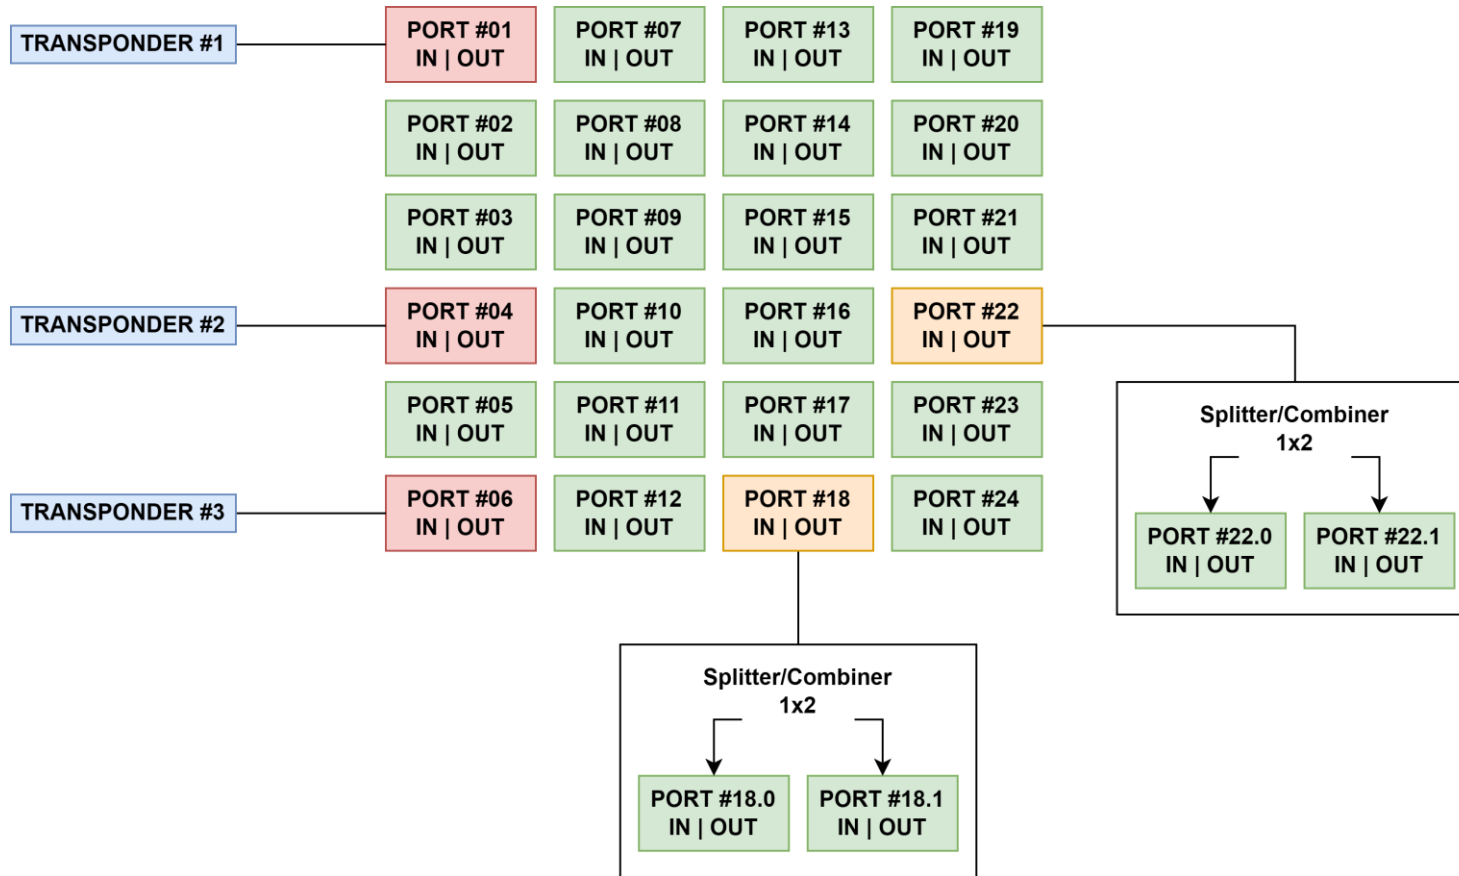 TRANSPONDER #1
PORT #01
IN | OUT
PORT #07
IN | OUT
PORT #13
IN | OUT
PORT #19
IN | OUT
PORT #02
IN | OUT
PORT #08
IN | OUT
PORT #14
IN | OUT
PORT #20
IN | OUT
PORT #03
IN | OUT
PORT #09
IN | OUT
PORT #15
IN | OUT
PORT #21
IN | OUT
TRANSPONDER #2
PORT #04
IN | OUT
PORT #10
IN | OUT
PORT #16
IN | OUT
PORT #22
IN | OUT
PORT #05
IN | OUT
PORT #11
IN | OUT
PORT #17
IN | OUT
PORT #23
IN | OUT
TRANSPONDER #3
PORT #06
IN | OUT
PORT #12
IN | OUT
PORT #18
IN | OUT
PORT #24
IN | OUT
Splitter/Combiner
1x2
PORT #22.0
IN | OUT
PORT #22.1
IN | OUT
Splitter/Combiner
1x2
PORT #18.0
IN | OUT
PORT #18.1
IN | OUT